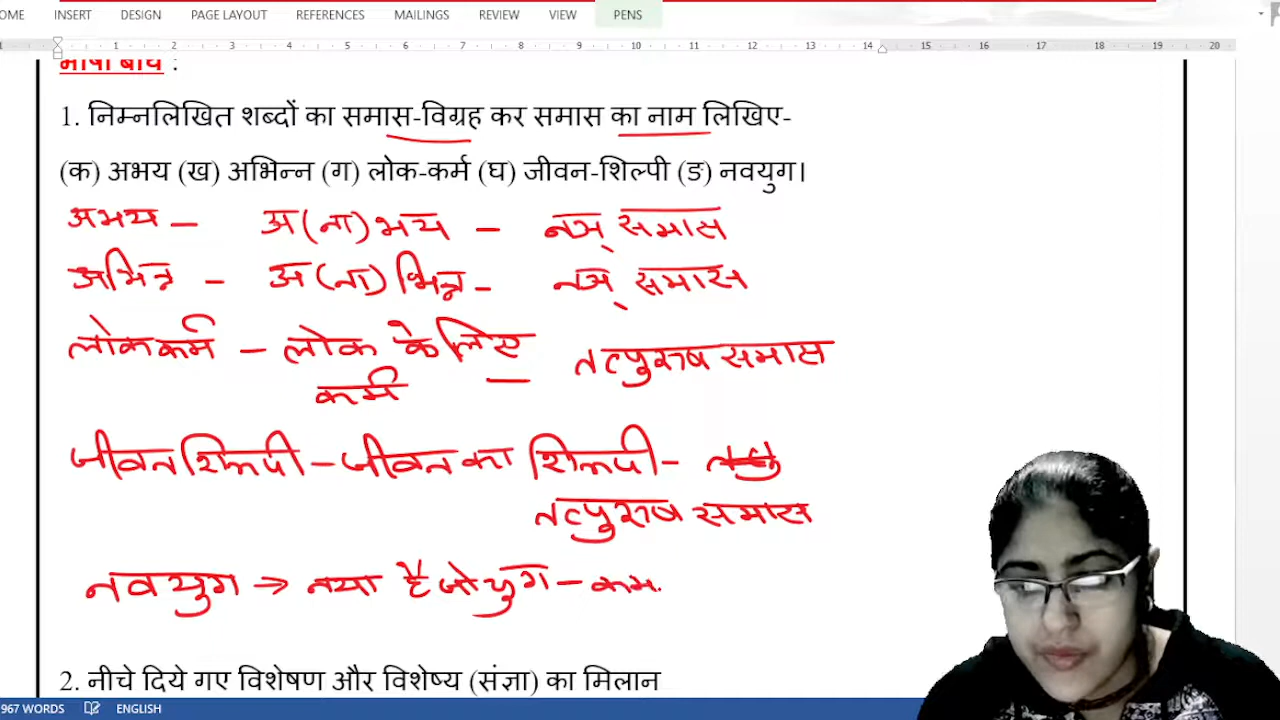 OME INSERT DESIGN PAGE LAYOUT REFERENCES MAILINGS REVIEW VIEW PENS
1 1 2 3 4 5 6 7 8 9 10 11 12 13 14 15 16 17 18 19 20
भाषा बोध :
1. निम्नलिखित शब्दों का समास-विग्रह कर समास का नाम लिखिए-
(क) अभय (ख) अभिन्न (ग) लोक-कर्म (घ) जीवन-शिल्पी (ङ) नवयुग।
अभय – अ(ना)भय – नञ् समास
अभिन्न – अ(ना)भिन्न – नञ् समास
लोककर्म – लोक के लिए तत्पुरुष समास
कर्म
जीवनशिल्पी – जीवन का शिल्पी –
तत्पुरुष समास
नवयुग → नया है जो युग – कम
2. नीचे दिये गए विशेषण और विशेष्य (संज्ञा) का मिलान
967 WORDS ENGLISH